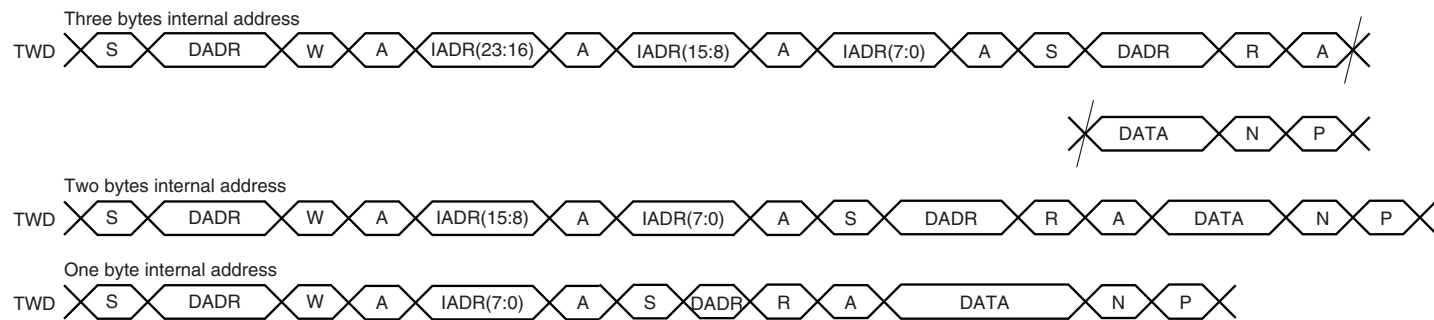 Three bytes internal address
TWD S DADR W A IADR(23:16) A IADR(15:8) A IADR(7:0) A S DADR R A
DATA N P
Two bytes internal address
TWD S DADR W A IADR(15:8) A IADR(7:0) A S DADR R A DATA N P
One byte internal address
TWD S DADR W A IADR(7:0) A S DADR R A DATA N P